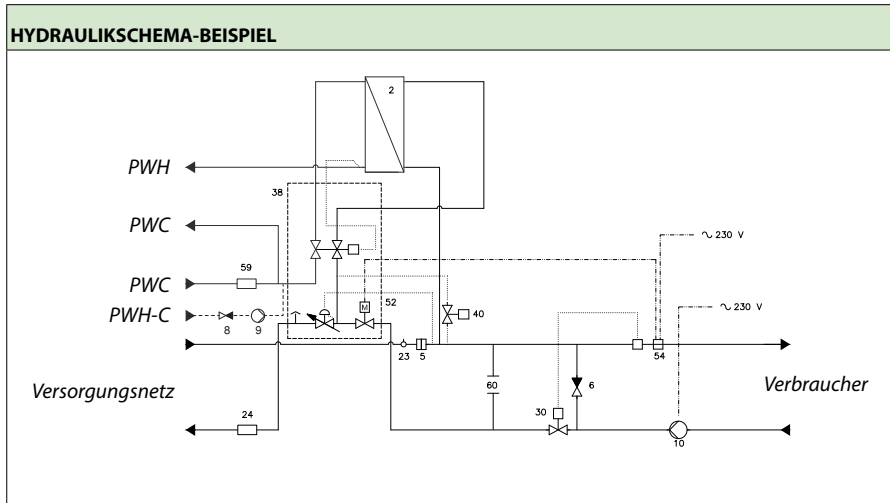 HYDRAULIKSCHEMA-BEISPIEL
2
PWH
38
PWC
~ 230 V
59
PWC
52
~ 230 V
PWH-C
M
40
8
9
23
5
54
Versorgungsnetz
60
6
Verbraucher
30
24
10